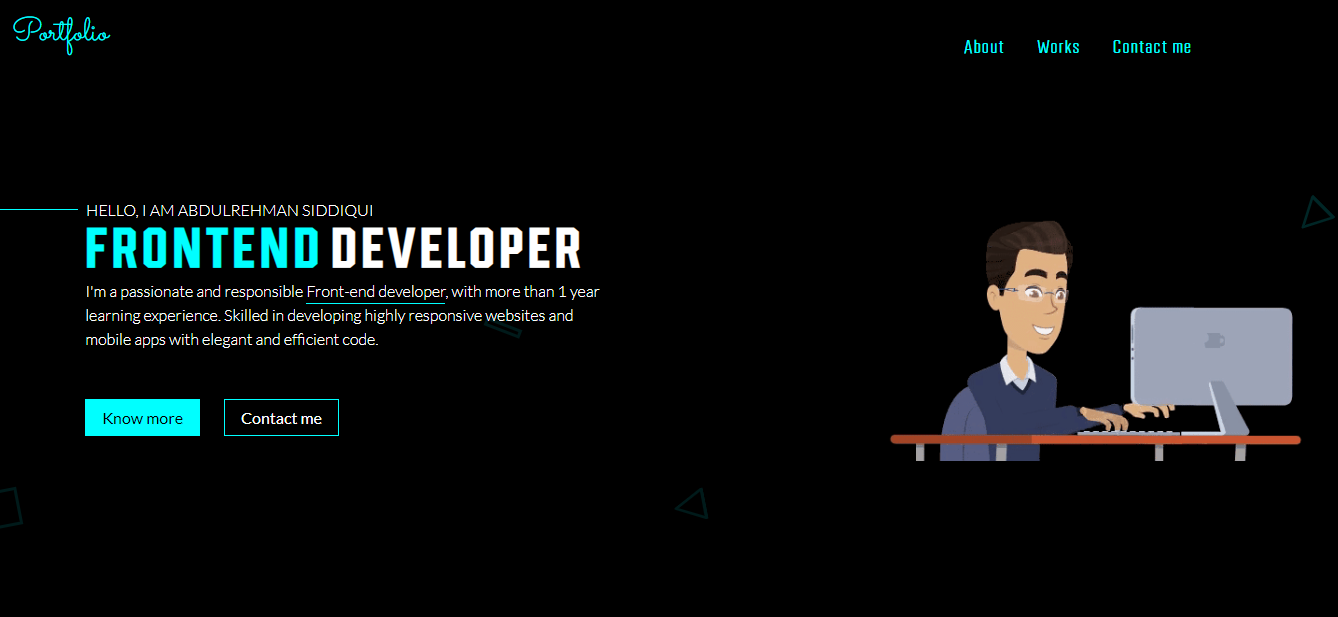 Portfolio
About Works Contact me
HELLO, I AM ABDULREHMAN SIDDIQUI
FRONTEND DEVELOPER
I'm a passionate and responsible Front-end developer, with more than 1 year
learning experience. Skilled in developing highly responsive websites and
mobile apps with elegant and efficient code.
Know more Contact me